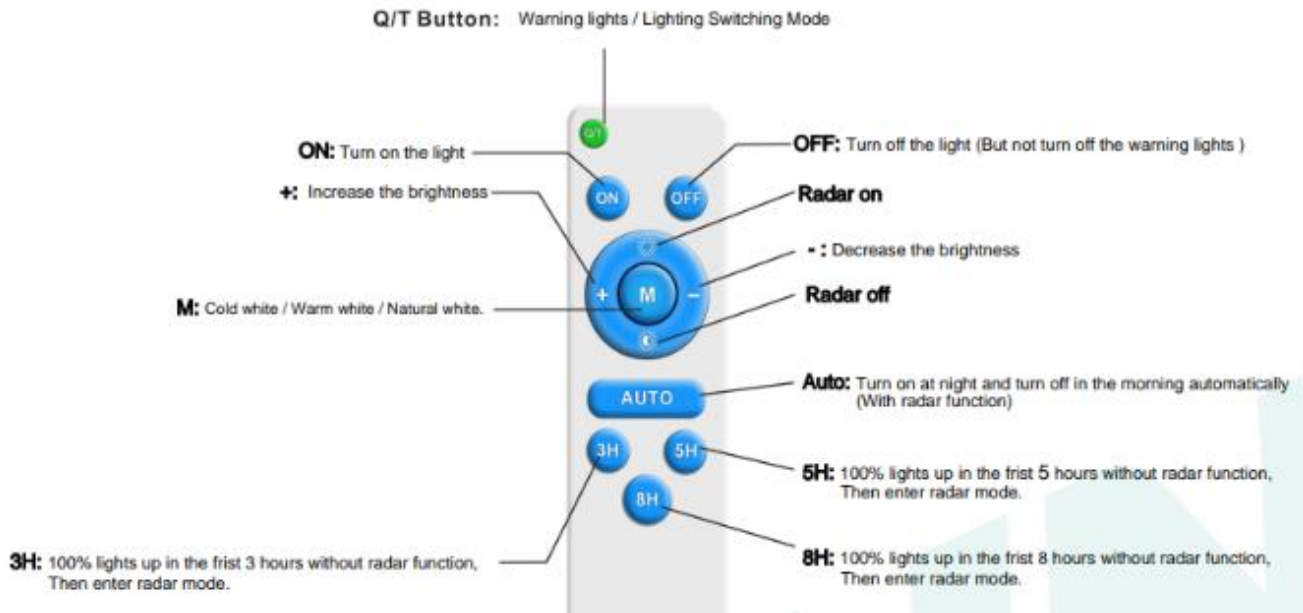 Q/T Button: Warning lights / Lighting Switching Mode
Q/T
ON: Turn on the light
OFF: Turn off the light (But not turn off the warning lights )
ON
OFF
+: Increase the brightness
Radar on
- : Decrease the brightness
+ M -
Radar off
M: Cold white / Warm white / Natural white.
Auto: Turn on at night and turn off in the morning automatically
(With radar function)
AUTO
3H
5H
5H: 100% lights up in the frist 5 hours without radar function,
Then enter radar mode.
8H
3H: 100% lights up in the frist 3 hours without radar function,
Then enter radar mode.
8H: 100% lights up in the frist 8 hours without radar function,
Then enter radar mode.